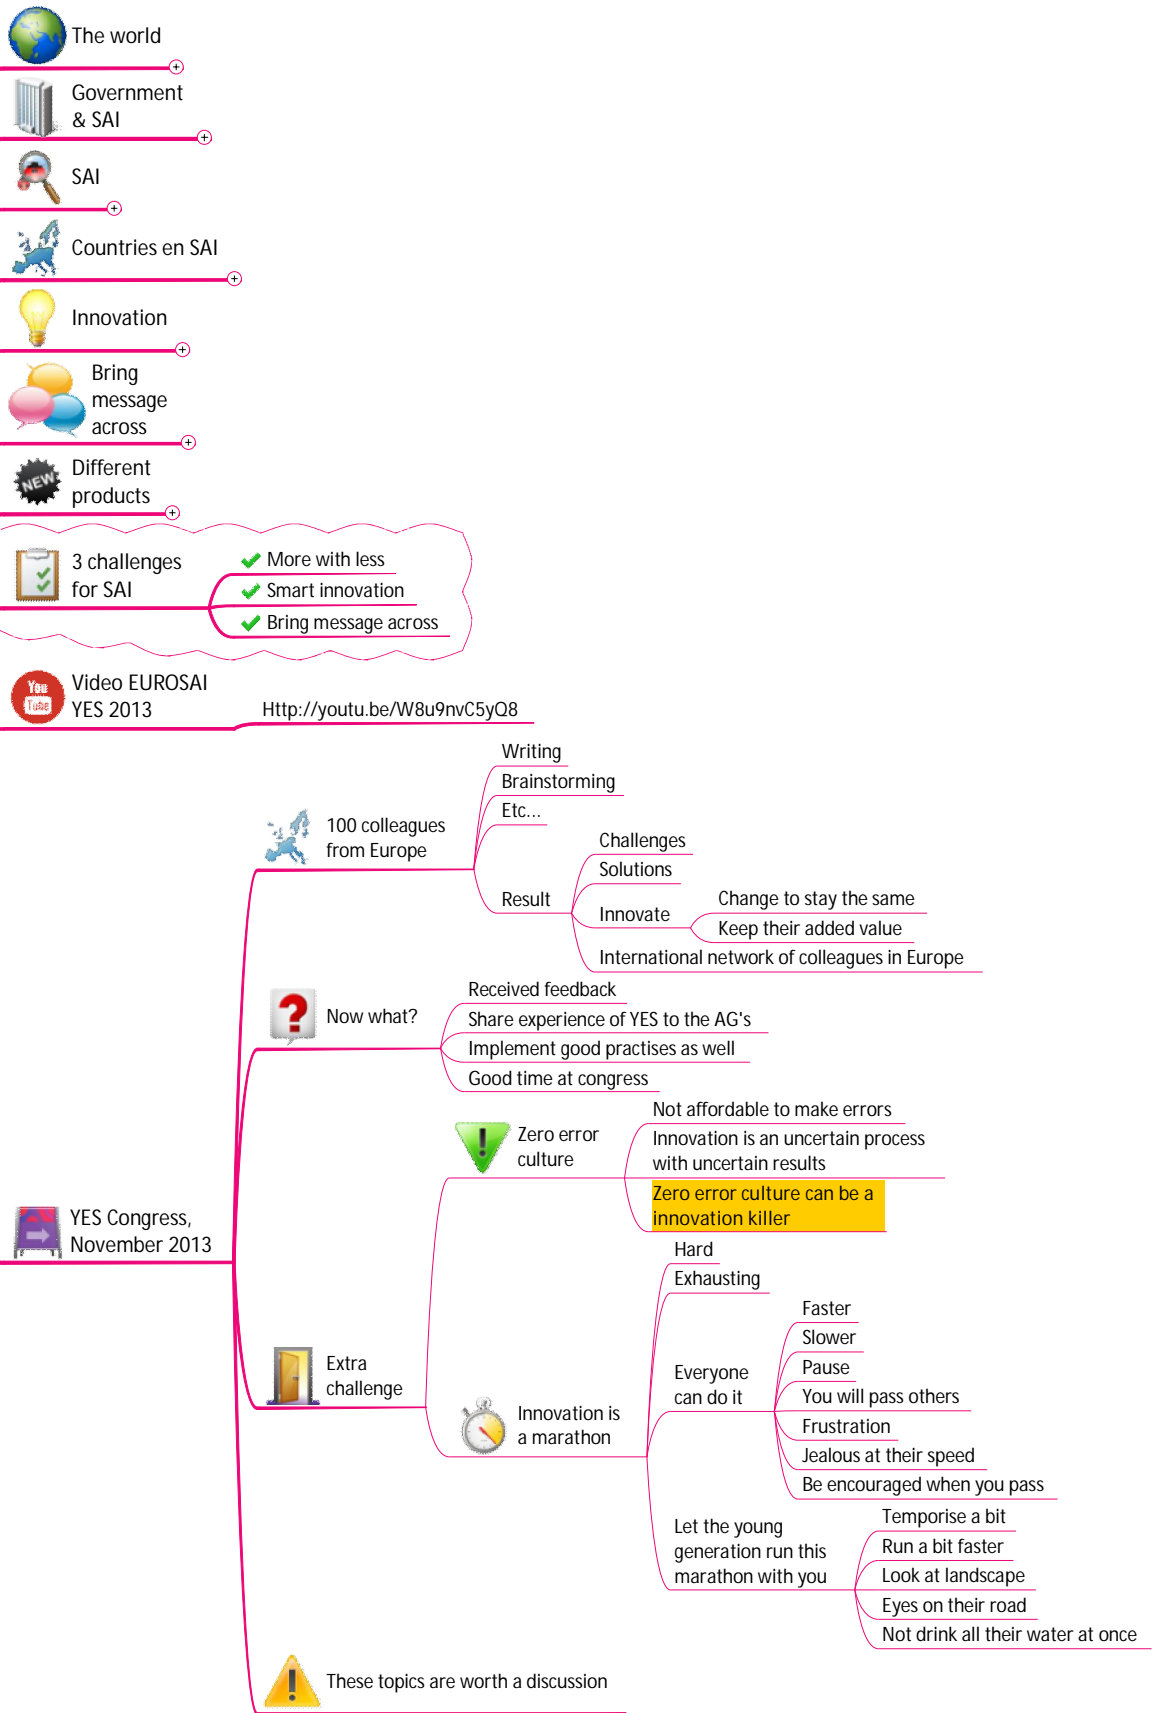 The world
Government
& SAI
SAI
Countries en SAI
Innovation
Bring
message
across
NEW
Different
products
3 challenges
for SAI
More with less
Smart innovation
Bring message across
You
Tube
Video EUROSAI
YES 2013
Http://youtu.be/W8u9nvC5yQ8
YES Congress,
November 2013
100 colleagues
from Europe
Writing
Brainstorming
Etc...
Result
Challenges
Solutions
Innovate
Change to stay the same
Keep their added value
International network of colleagues in Europe
Now what?
Received feedback
Share experience of YES to the AG's
Implement good practises as well
Good time at congress
Extra
challenge
Zero error
culture
Not affordable to make errors
Innovation is an uncertain process
with uncertain results
Zero error culture can be a
innovation killer
Innovation is
a marathon
Hard
Exhausting
Everyone
can do it
Faster
Slower
Pause
You will pass others
Frustration
Jealous at their speed
Be encouraged when you pass
Let the young
generation run this
marathon with you
Temporise a bit
Run a bit faster
Look at landscape
Eyes on their road
Not drink all their water at once
These topics are worth a discussion